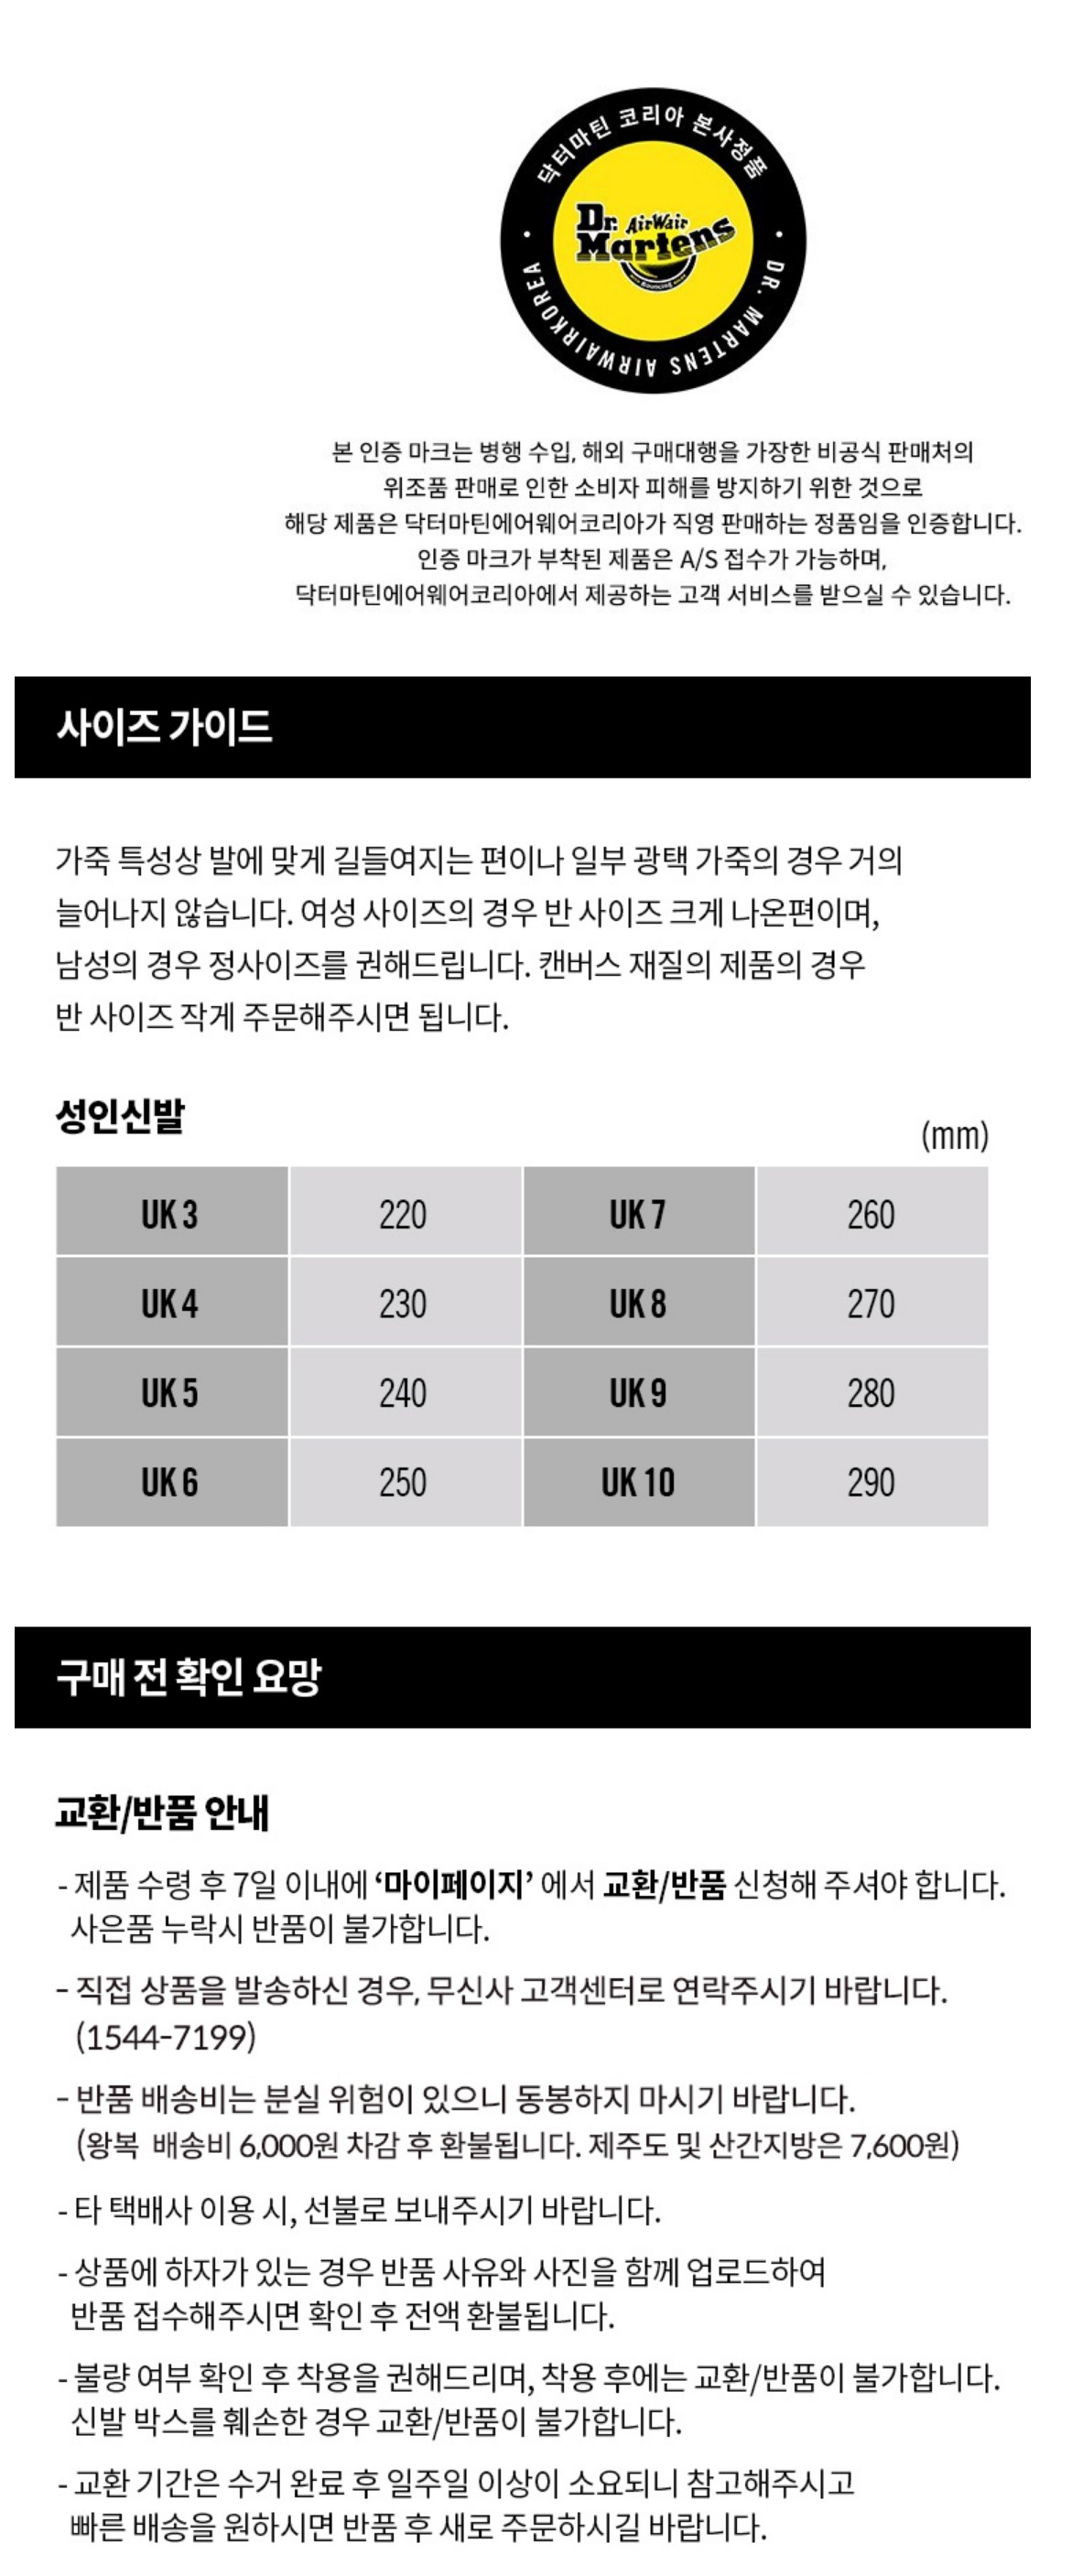 닥터마틴 코리아 본사정품
DR. MARTENS AIRWAIRKOREA
Dr. AirWair
Martens
본 인증 마크는 병행 수입, 해외 구매대행을 가장한 비공식 판매처의
위조품 판매로 인한 소비자 피해를 방지하기 위한 것으로
해당 제품은 닥터마틴에어웨어코리아가 직영 판매하는 정품임을 인증합니다.
인증 마크가 부착된 제품은 A/S 접수가 가능하며,
닥터마틴에어웨어코리아에서 제공하는 고객 서비스를 받으실 수 있습니다.
사이즈 가이드
가죽 특성상 발에 맞게 길들여지는 편이나 일부 광택 가죽의 경우 거의
늘어나지 않습니다. 여성 사이즈의 경우 반 사이즈 크게 나온편이며,
남성의 경우 정사이즈를 권해드립니다. 캔버스 재질의 제품의 경우
반 사이즈 작게 주문해주시면 됩니다.
성인신발
(mm)
UK 3 220 UK 7 260
UK 4 230 UK 8 270
UK 5 240 UK 9 280
UK 6 250 UK 10 290
구매 전 확인 요망
교환/반품 안내
- 제품 수령 후 7일 이내에 ‘마이페이지’ 에서 교환/반품 신청해 주셔야 합니다.
사은품 누락시 반품이 불가합니다.
- 직접 상품을 발송하신 경우, 무신사 고객센터로 연락주시기 바랍니다.
(1544-7199)
- 반품 배송비는 분실 위험이 있으니 동봉하지 마시기 바랍니다.
(왕복 배송비 6,000원 차감 후 환불됩니다. 제주도 및 산간지방은 7,600원)
- 타 택배사 이용 시, 선불로 보내주시기 바랍니다.
- 상품에 하자가 있는 경우 반품 사유와 사진을 함께 업로드하여
반품 접수해주시면 확인 후 전액 환불됩니다.
- 불량 여부 확인 후 착용을 권해드리며, 착용 후에는 교환/반품이 불가합니다.
신발 박스를 훼손한 경우 교환/반품이 불가합니다.
- 교환 기간은 수거 완료 후 일주일 이상이 소요되니 참고해주시고
빠른 배송을 원하시면 반품 후 새로 주문하시길 바랍니다.